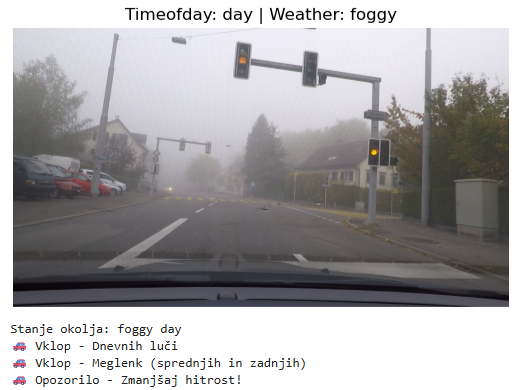 Timeofday: day | Weather: foggy
Stanje okolja: foggy day
🚗 Vklop - Dnevnih luči
🚙 Vklop - Meglenk (sprednjih in zadnjih)
🚗 Opozorilo - Zmanjšaj hitrost!